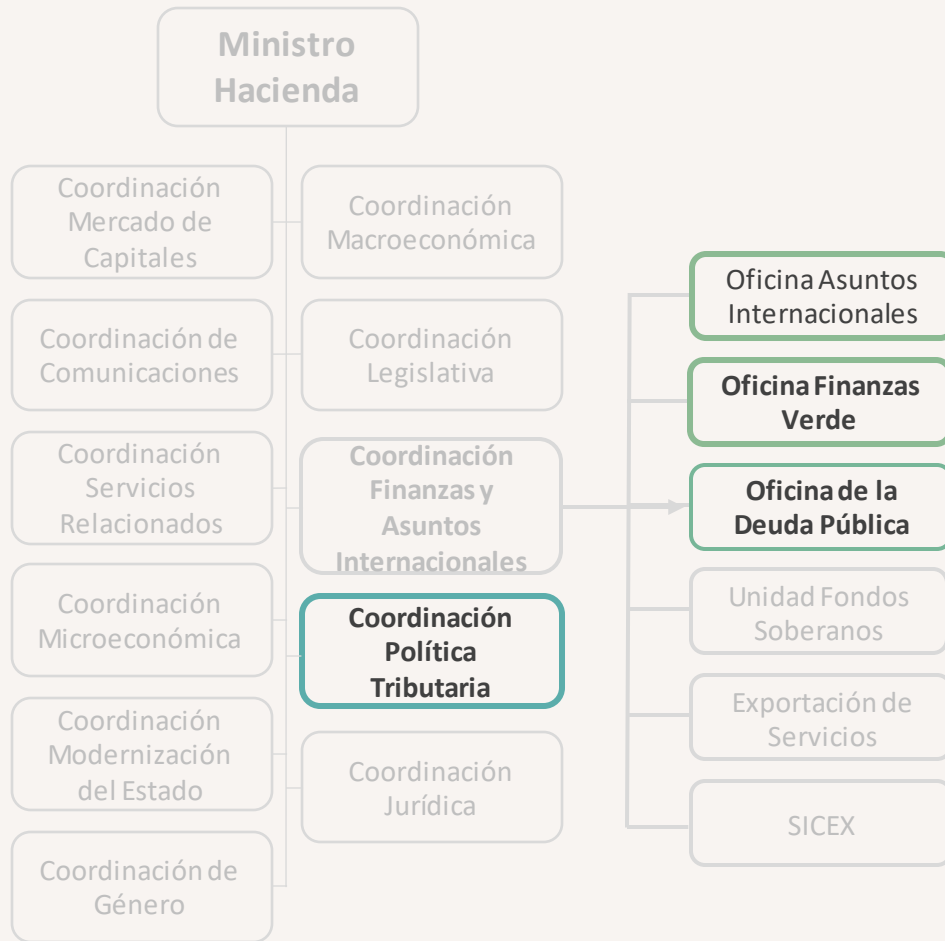 Ministro
Hacienda
Coordinación
Mercado de
Capitales
Coordinación
Macroeconómica
Coordinación de
Comunicaciones
Coordinación
Legislativa
Coordinación
Servicios
Relacionados
Coordinación
Finanzas y
Asuntos
Internacionales
Coordinación
Microeconómica
Coordinación
Política
Tributaria
Coordinación
Modernización
del Estado
Coordinación
Jurídica
Coordinación de
Género
Oficina Asuntos
Internacionales
Oficina Finanzas
Verde
Oficina de la
Deuda Pública
Unidad Fondos
Soberanos
Exportación de
Servicios
SICEX